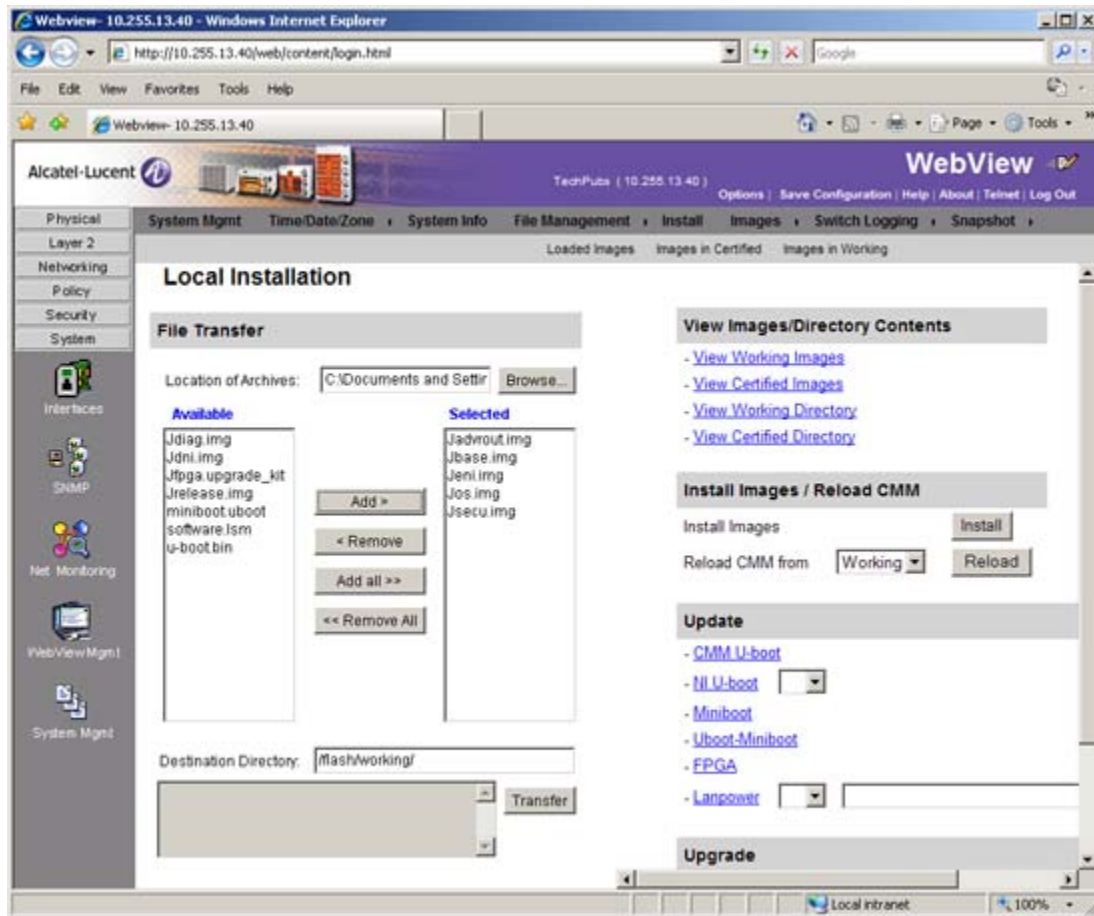 Webview- 10.255.13.40 - Windows Internet Explorer
http://10.255.13.40/web/content/login.html
Google
File Edit View Favorites Tools Help
Webview- 10.255.13.40
Page Tools
Alcatel-Lucent
WebView
TechPubs ( 10.255.13.40 )
Options | Save Configuration | Help | About | Telnet | Log Out
Physical
Layer 2
Networking
Policy
Security
System
System Mgmt Time/Date/Zone System Info File Management Install Images Switch Logging Snapshot
Loaded Images Images in Certified Images in Working
Interfaces
SNMP
Net Monitoring
WebView Mgmt
System Mgmt
Local Installation
File Transfer
Location of Archives: C:\Documents and Settir Browse...
Available
Jdiag.img
Jdni.img
Jfpga.upgrade_kit
Jrelease.img
miniboot.uboot
software.lsm
u-boot.bin
Add >
< Remove
Add all >>
<< Remove All
Selected
Jadvrout.img
Jbase.img
Jeni.img
Jos.img
Jsecu.img
Destination Directory: /flash/working/
Transfer
View Images/Directory Contents
- View Working Images
- View Certified Images
- View Working Directory
- View Certified Directory
Install Images / Reload CMM
Install Images Install
Reload CMM from Working Reload
Update
- CMM U-boot
- NI U-boot
- Miniboot
- Uboot-Miniboot
- FPGA
- Lanpower
Upgrade
Local intranet
100%